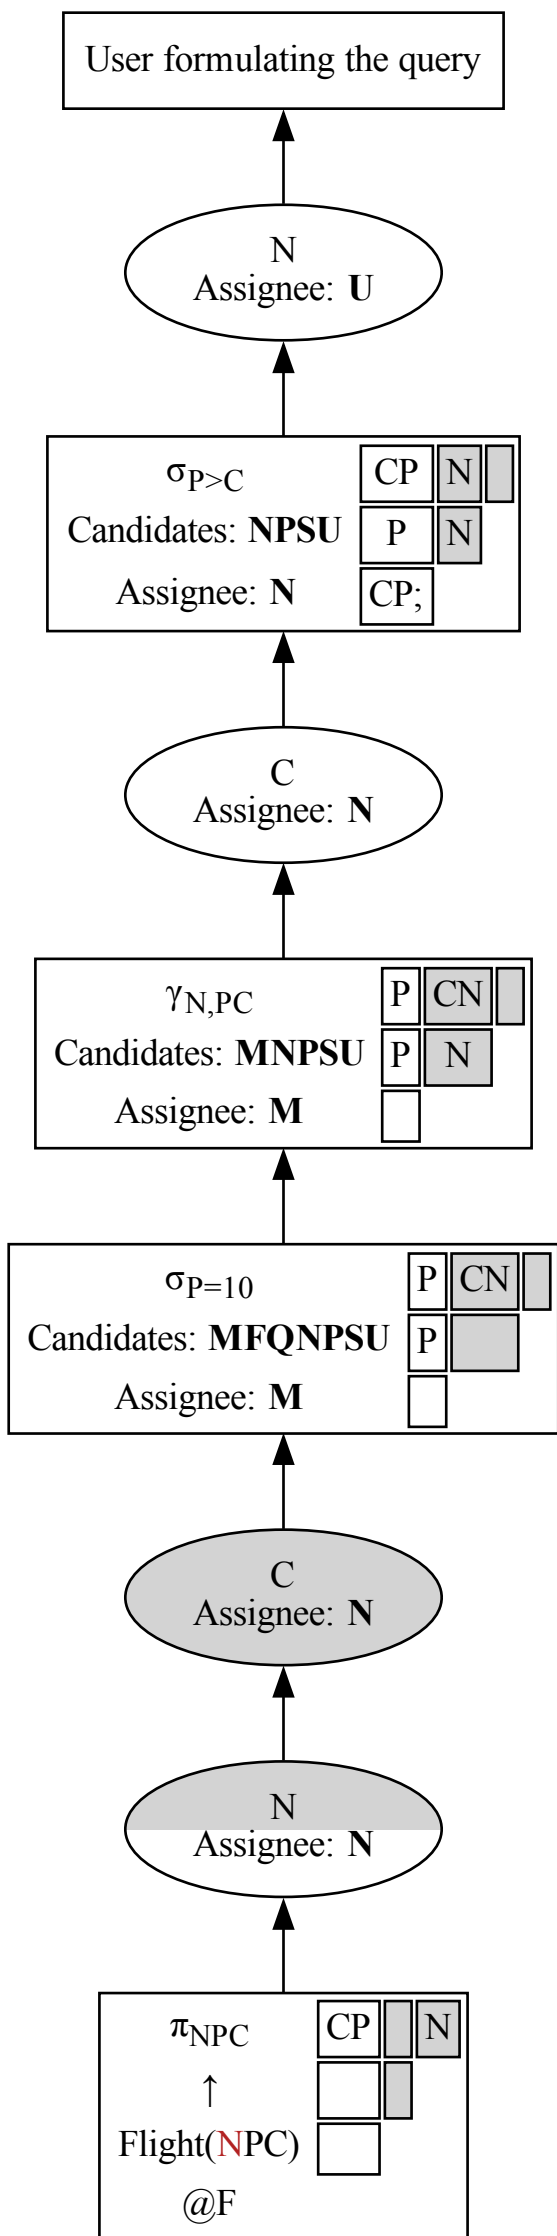 User formulating the query
N
Assignee: U
σP>C
CP N
Candidates: NPSU
P N
Assignee: N
CP;
C
Assignee: N
γN,PC
P CN
Candidates: MNPSU
P N
Assignee: M
σP=10
P CN
Candidates: MFQNPSU
P
Assignee: M
C
Assignee: N
N
Assignee: N
πNPC
CP N
↑
Flight(NPC)
@F